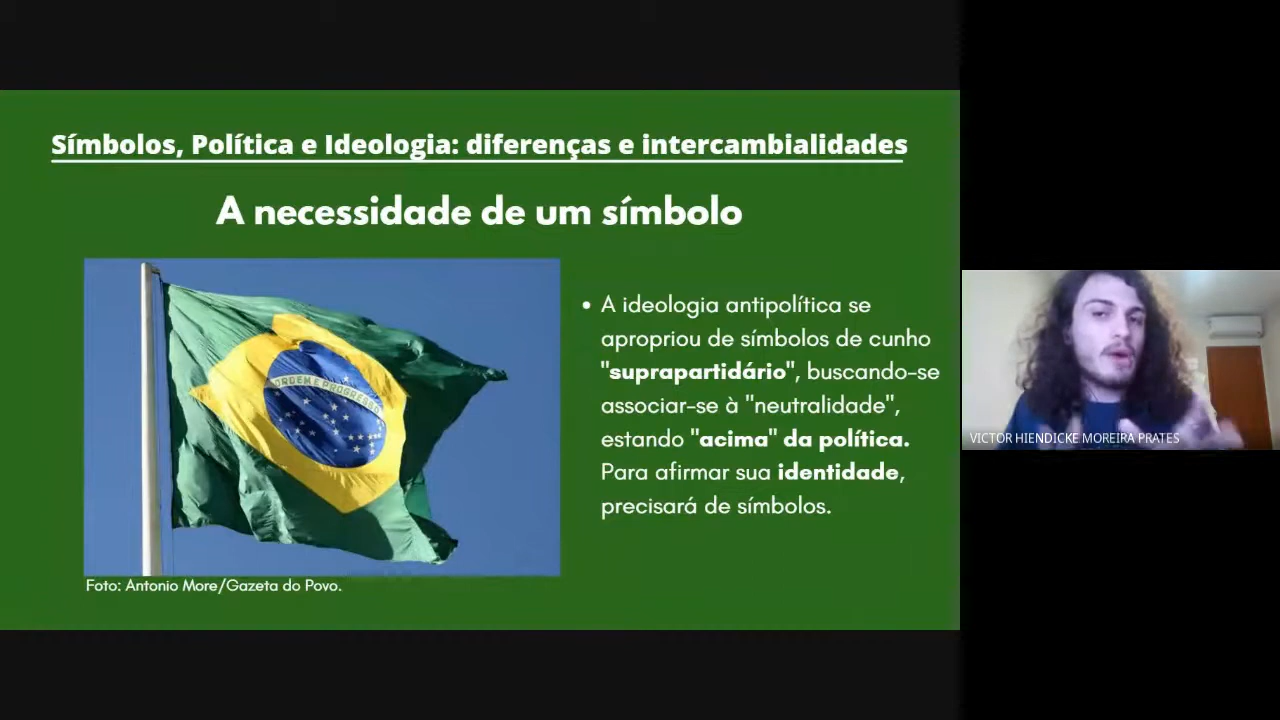 Símbolos, Política e Ideologia: diferenças e intercambialidades
A necessidade de um símbolo
ORDEM E PROGRESSO
• A ideologia antipolítica se
apropriou de símbolos de cunho
"suprapartidário", buscando-se
associar-se à "neutralidade",
estando "acima" da política.
Para afirmar sua identidade,
precisará de símbolos.
Foto: Antonio More/Gazeta do Povo.
VICTOR HIENDICKE MOREIRA PRATES